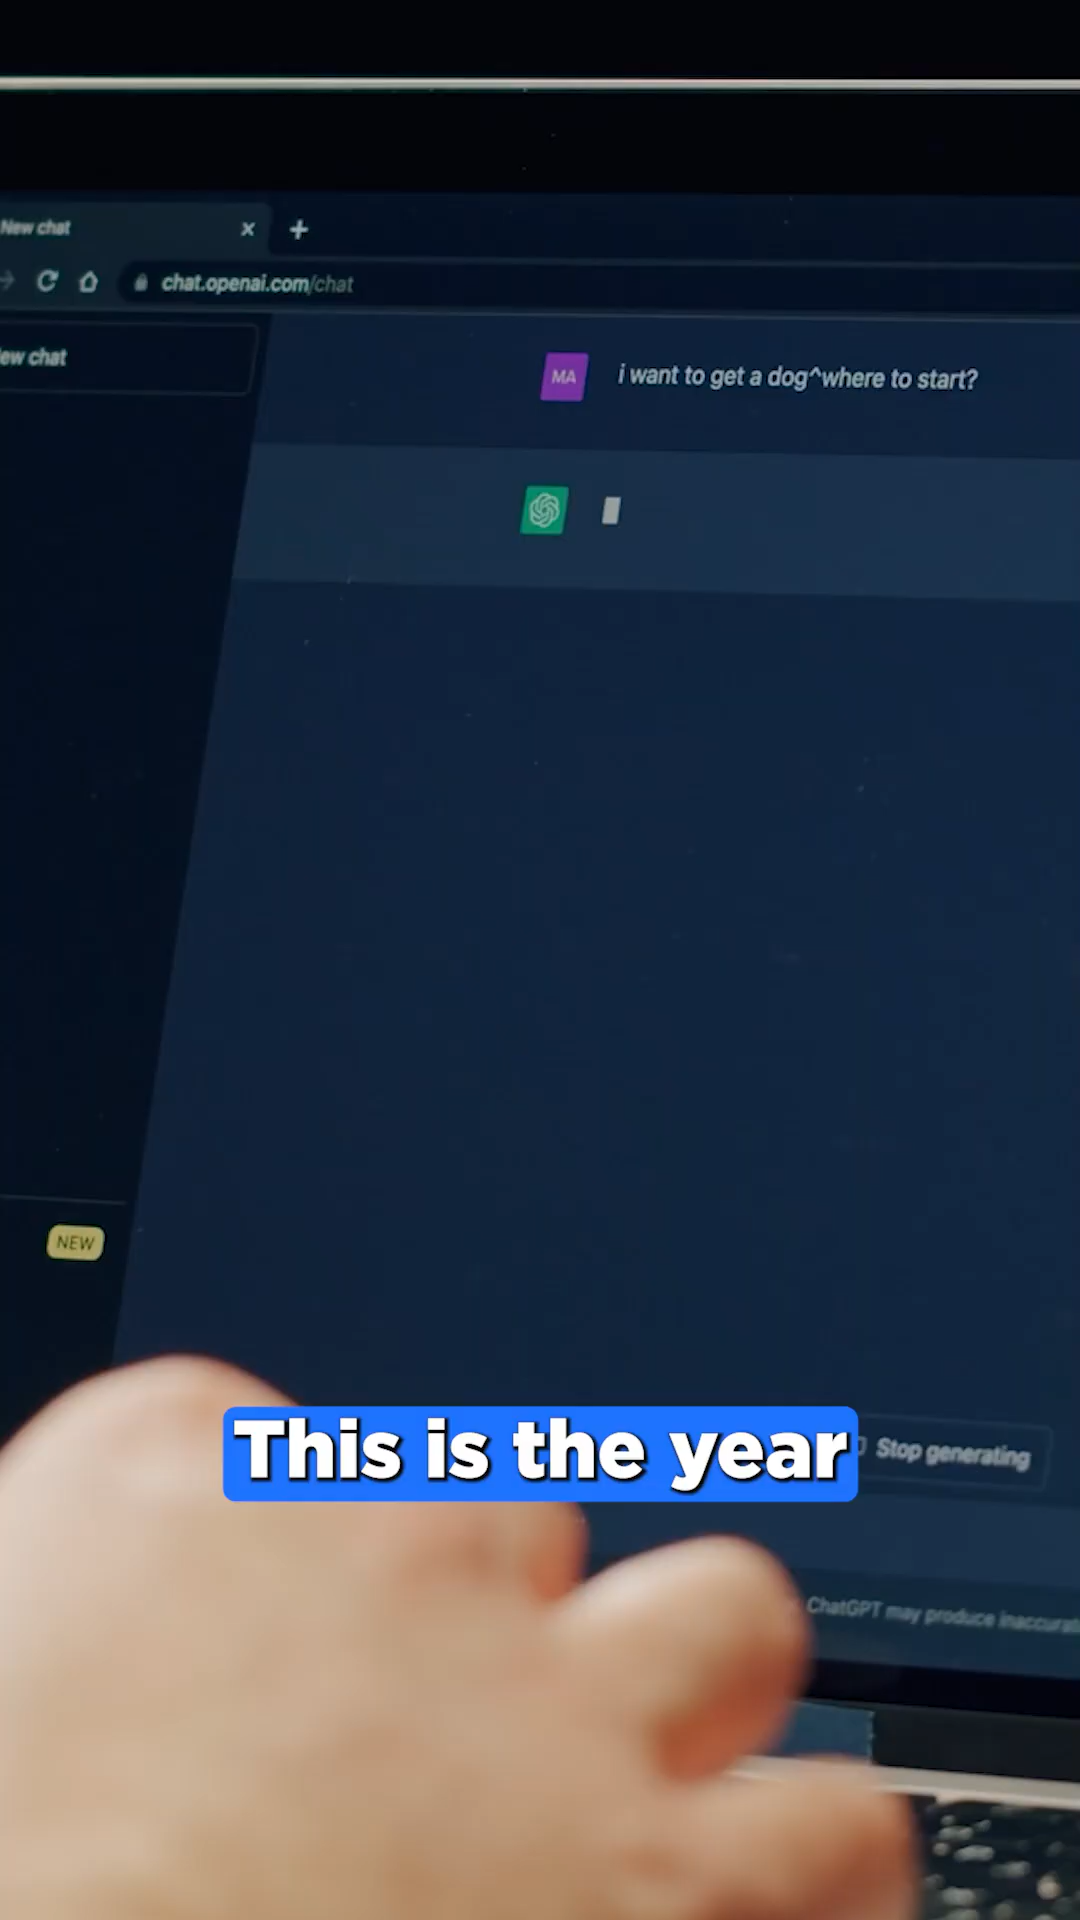 New chat
chat.openai.com/chat
ew chat
MA
i want to get a dog^where to start?
NEW
This is the year
Stop generating
ChatGPT may produce